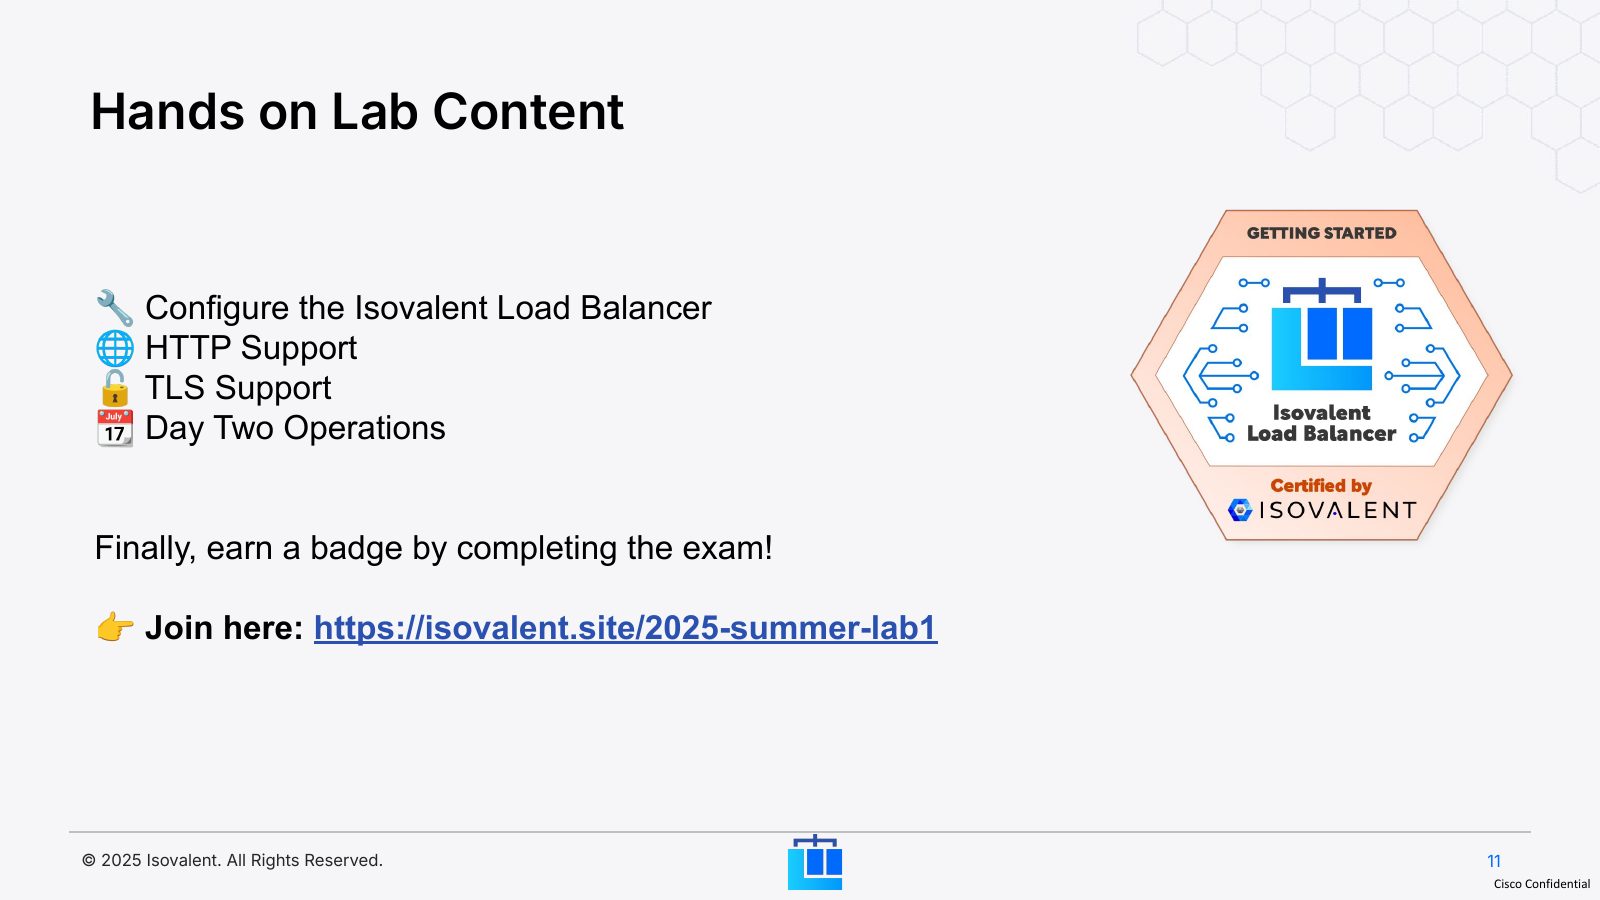 Hands on Lab Content
🔧 Configure the Isovalent Load Balancer
🌐 HTTP Support
🔓 TLS Support
📆 Day Two Operations
Finally, earn a badge by completing the exam!
👉 Join here: https://isovalent.site/2025-summer-lab1
GETTING STARTED
Isovalent
Load Balancer
Certified by
ISOVALENT
© 2025 Isovalent. All Rights Reserved.
11
Cisco Confidential